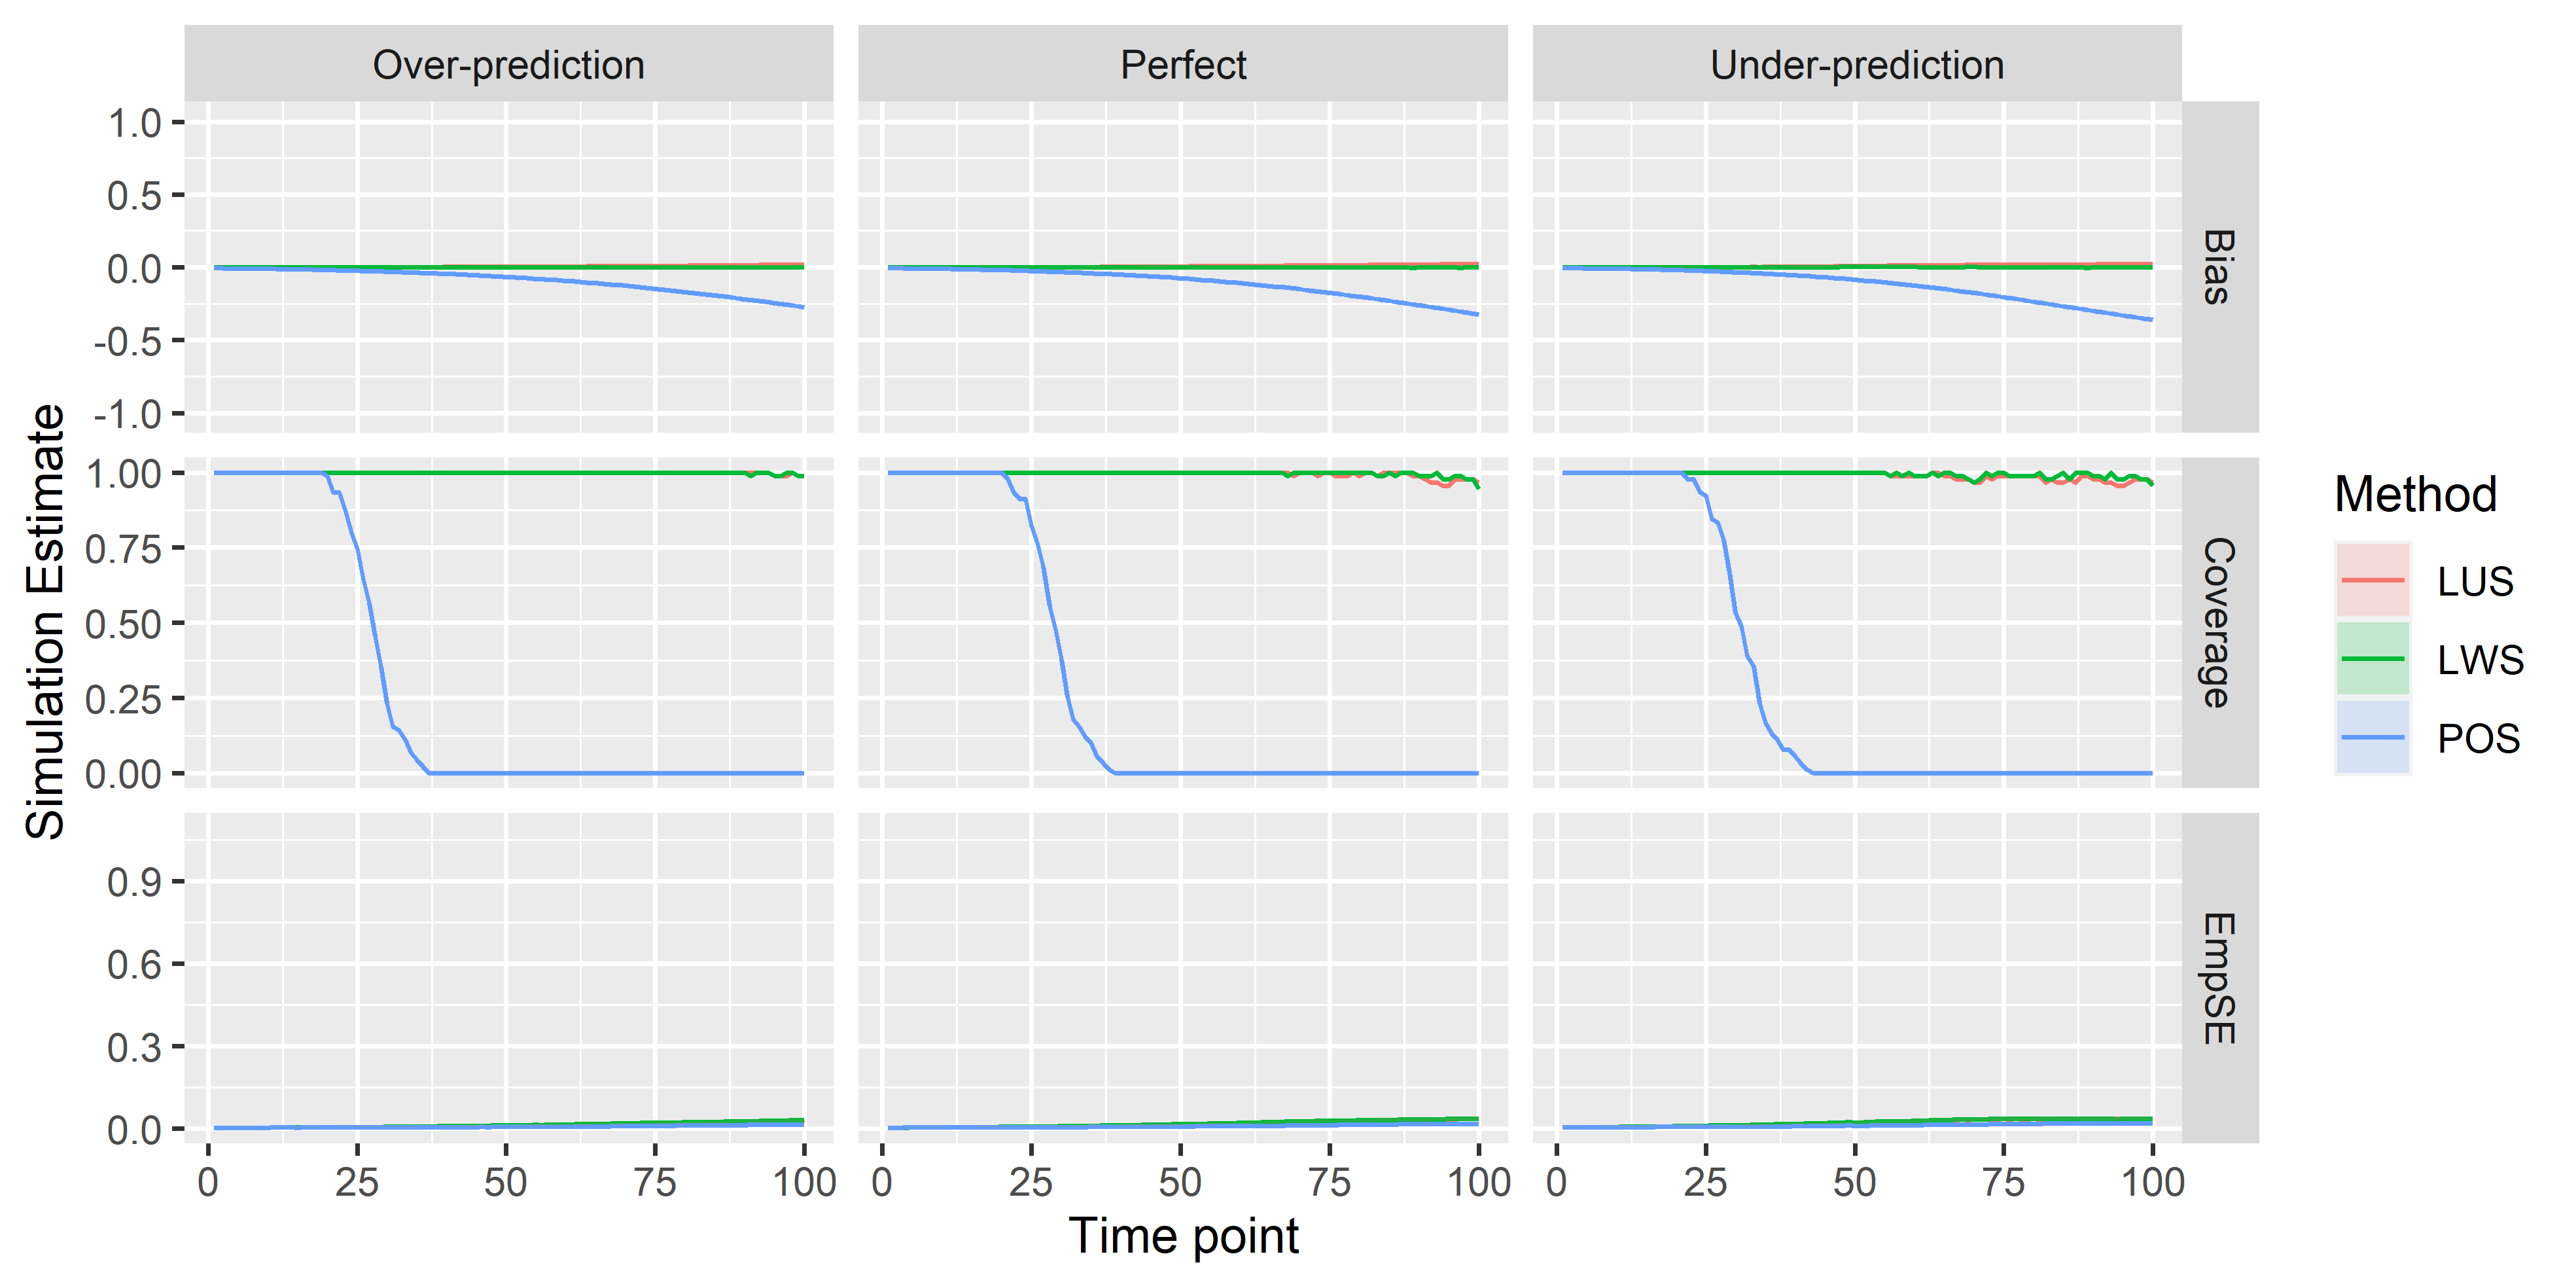 Over-prediction
Perfect
Under-prediction
1.0
0.5
0.0
-0.5
-1.0
Bias
1.00
0.75
0.50
0.25
0.00
Coverage
0.9
0.6
0.3
0.0
EmpSE
0 25 50 75 100
0 25 50 75 100
0 25 50 75 100
Time point
Simulation Estimate
Method
LUS
LWS
POS